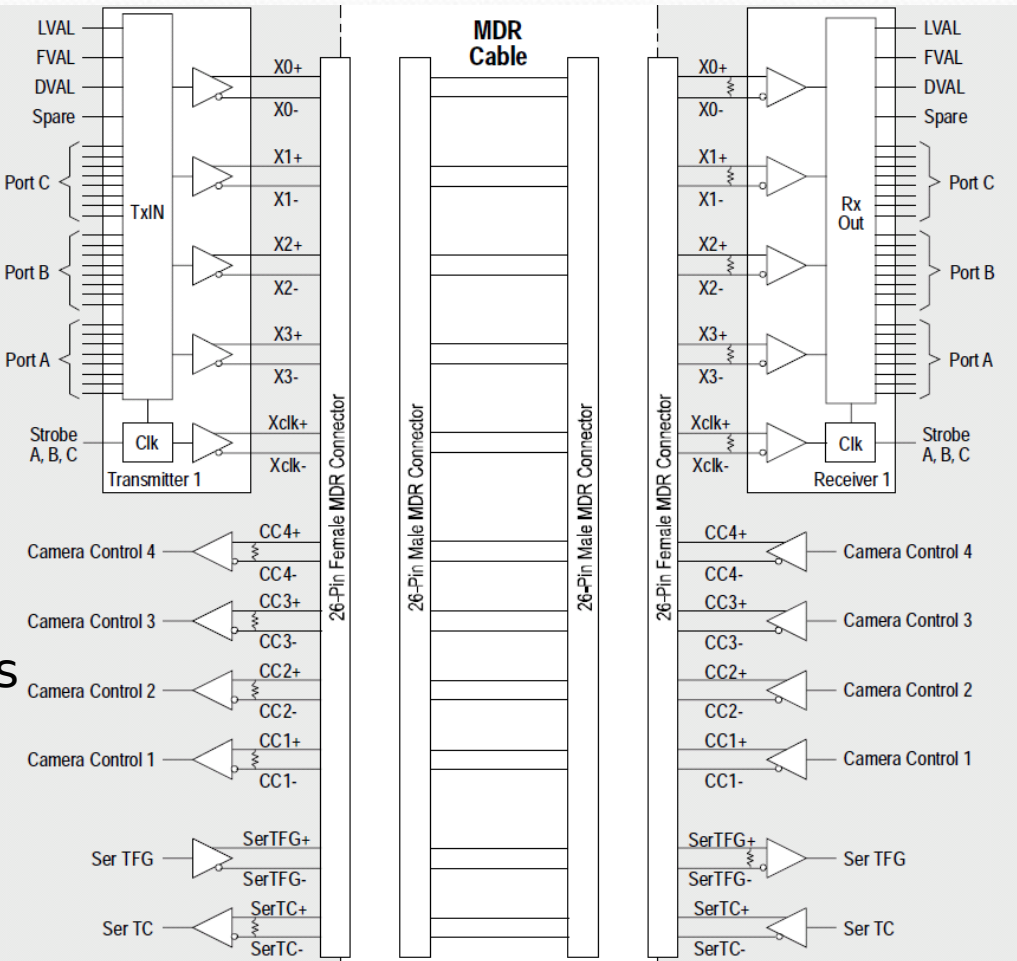 MDR
Cable
LVAL
FVAL
DVAL
Spare
Port C
Port B
Port A
Strobe
A, B, C
TxIN
Clk
Transmitter 1
X0+
X0-
X1+
X1-
X2+
X2-
X3+
X3-
Xclk+
Xclk-
s
Camera Control 4
CC4+
CC4-
Camera Control 3
CC3+
CC3-
Camera Control 2
CC2+
CC2-
Camera Control 1
CC1+
CC1-
Ser TFG
SerTFG+
SerTFG-
Ser TC
SerTC+
SerTC-
26-Pin Female MDR Connector
26-Pin Male MDR Connector
26-Pin Male MDR Connector
26-Pin Female MDR Connector
X0+
X0-
X1+
X1-
X2+
X2-
X3+
X3-
Xclk+
Xclk-
Rx
Out
Clk
Receiver 1
LVAL
FVAL
DVAL
Spare
Port C
Port B
Port A
Strobe
A, B, C
CC4+
CC4-
Camera Control 4
CC3+
CC3-
Camera Control 3
CC2+
CC2-
Camera Control 2
CC1+
CC1-
Camera Control 1
SerTFG+
SerTFG-
Ser TFG
SerTC+
SerTC-
Ser TC